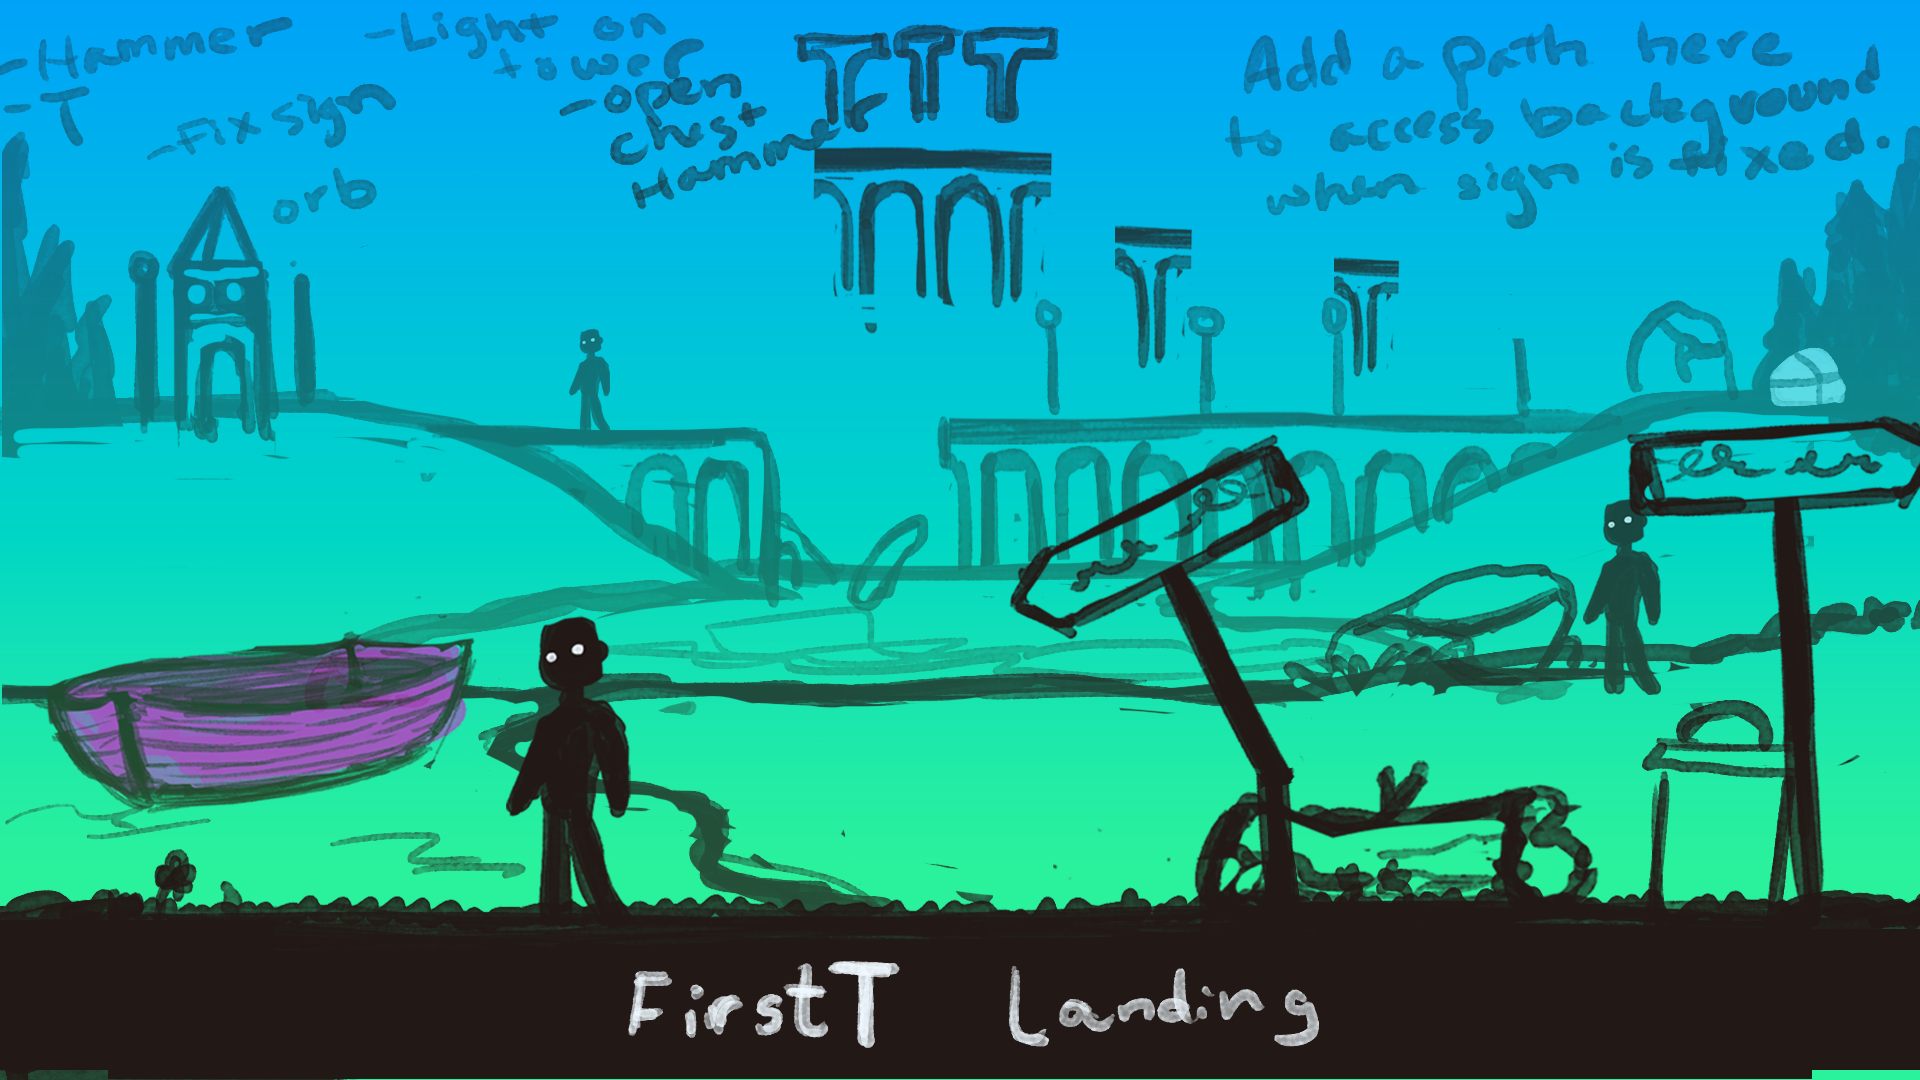 -Hammer
-T
-Fix sign
orb
-Light on
tower
-open
chest
Hammer
TTT
Add a path here
to access background
when sign is fixed.
FirstT Landing